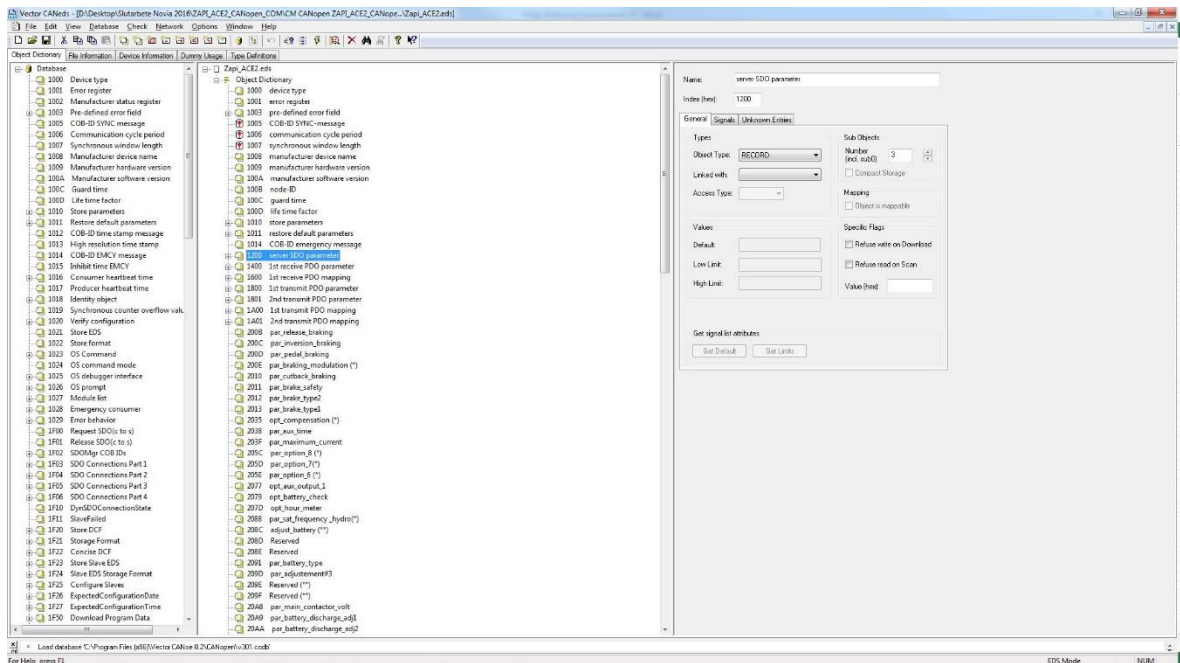 Vector CANeds - [D:\Desktop\Slutarbete Novia 2016\ZAPI_ACE2_CANopen_COM\CM CANopen ZAPI_ACE2_CANope...\Zapi_ACE2.eds]
File Edit View Database Check Network Options Window Help
Object Dictionary File Information Device Information Dummy Usage Type Definitions
Database
1000 Device type
1001 Error register
1002 Manufacturer status register
1003 Pre-defined error field
1005 COB-ID SYNC message
1006 Communication cycle period
1007 Synchronous window length
1008 Manufacturer device name
1009 Manufacturer hardware version
100A Manufacturer software version
100C Guard time
100D Life time factor
1010 Store parameters
1011 Restore default parameters
1012 COB-ID time stamp message
1013 High resolution time stamp
1014 COB-ID EMCY message
1015 Inhibit time EMCY
1016 Consumer heartbeat time
1017 Producer heartbeat time
1018 Identity object
1019 Synchronous counter overflow valu
1020 Verify configuration
1021 Store EDS
1022 Store format
1023 OS Command
1024 OS command mode
1025 OS debugger interface
1026 OS prompt
1027 Module list
1028 Emergency consumer
1029 Error behavior
1F00 Request SDO(c to s)
1F01 Release SDO(c to s)
1F02 SDOMgr COB IDs
1F03 SDO Connections Part 1
1F04 SDO Connections Part 2
1F05 SDO Connections Part 3
1F06 SDO Connections Part 4
1F10 DynSDOConnectionState
1F11 SlaveFailed
1F20 Store DCF
1F21 Storage Format
1F22 Concise DCF
1F23 Store Slave EDS
1F24 Slave EDS Storage Format
1F25 Configure Slaves
1F26 ExpectedConfigurationDate
1F27 ExpectedConfigurationTime
1F50 Download Program Data
Zapi_ACE2.eds
Object Dictionary
1000 device type
1001 error register
1003 pre-defined error field
1005 COB-ID SYNC-message
1006 communication cycle period
1007 synchronous window length
1008 manufacturer device name
1009 manufacturer hardware version
100A manufacturer software version
100B node-ID
100C guard time
100D life time factor
1010 store parameters
1011 restore default parameters
1014 COB-ID emergency message
1200 server SDO parameter
1400 1st receive PDO parameter
1600 1st receive PDO mapping
1800 1st transmit PDO parameter
1801 2nd transmit PDO parameter
1A00 1st transmit PDO mapping
1A01 2nd transmit PDO mapping
200B par_release_braking
200C par_inversion_braking
200D par_pedal_braking
200E par_braking_modulation (*)
2010 par_cutback_braking
2011 par_brake_safety
2012 par_brake_type2
2013 par_brake_type1
2035 opt_compensation (*)
2038 par_aux_time
203F par_maximum_current
205C par_option_8 (*)
205D par_option_7(*)
205E par_option_6 (*)
2077 opt_aux_output_1
2079 opt_battery_check
207D opt_hour_meter
2088 par_sat_frequency_hydro(*)
208C adjust_battery (**)
208D Reserved
208E Reserved
2091 par_battery_type
209D par_adjustement#3
209E Reserved (**)
209F Reserved (**)
20A8 par_main_contactor_volt
20A9 par_battery_discharge_adj1
20AA par_battery_discharge_adj2
Name: server SDO parameter
Index (hex): 1200
General Signals Unknown Entries
Types
Object Type: RECORD
Linked with:
Access Type:
Sub Objects
Number (incl. sub0) 3
Compact Storage
Mapping
Object is mappable
Values
Default:
Low Limit:
High Limit:
Specific Flags
Refuse write on Download
Refuse read on Scan
Value (hex):
Get signal list attributes
Get Default Get Limits
Load database 'C:\Program Files (x86)\Vector CANoe 8.2\CANopen\v301.codb'
For Help, press F1
EDS Mode NUM